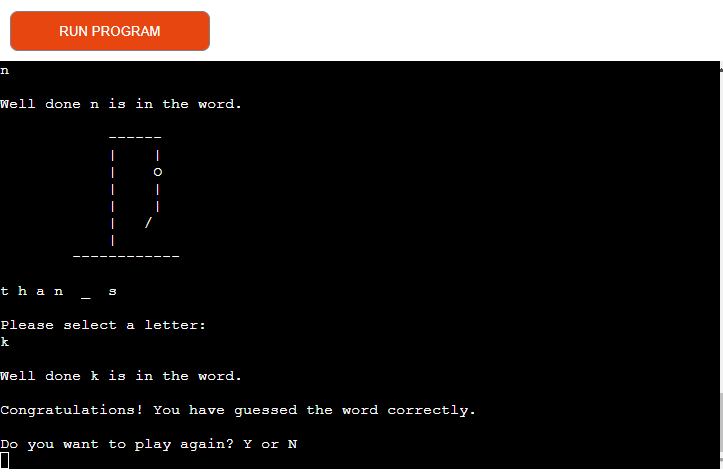 RUN PROGRAM
n
Well done n is in the word.
------
|    |
|    O
|    |
|    |
|   /
|
------------
t h a n  _  s
Please select a letter:
k
Well done k is in the word.
Congratulations! You have guessed the word correctly.
Do you want to play again? Y or N